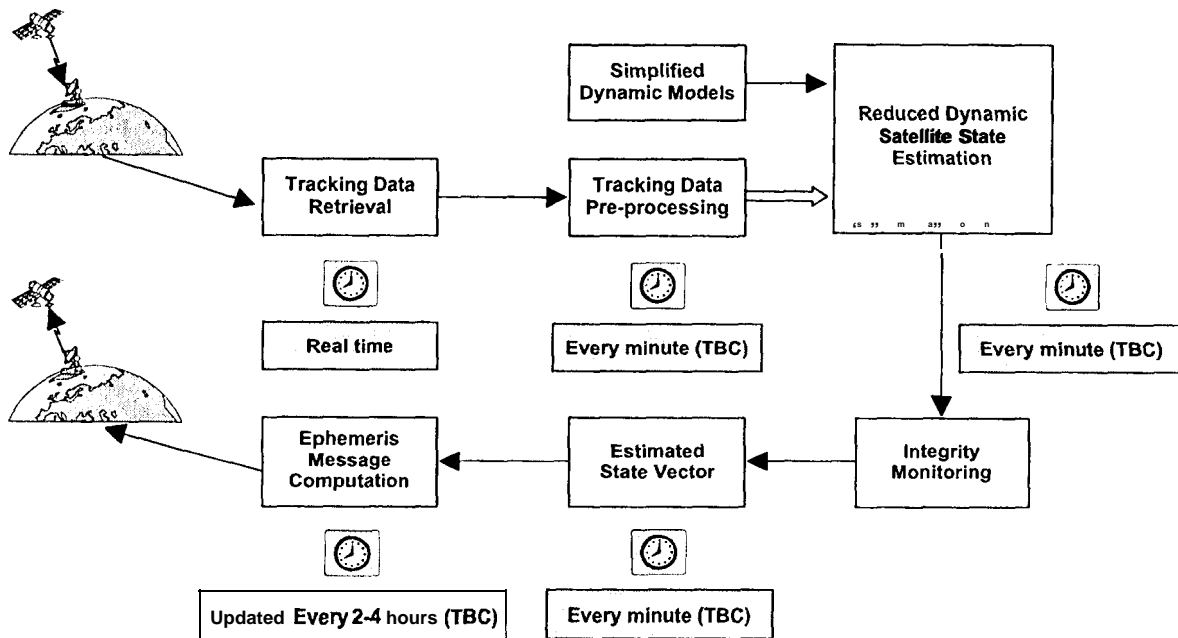 Simplified
Dynamic Models
Reduced Dynamic
Satellite State
Estimation
Tracking Data
Retrieval
Tracking Data
Pre-processing
Real time
Every minute (TBC)
Every minute (TBC)
Ephemeris
Message
Computation
Estimated
State Vector
Integrity
Monitoring
Updated Every 2-4 hours (TBC)
Every minute (TBC)